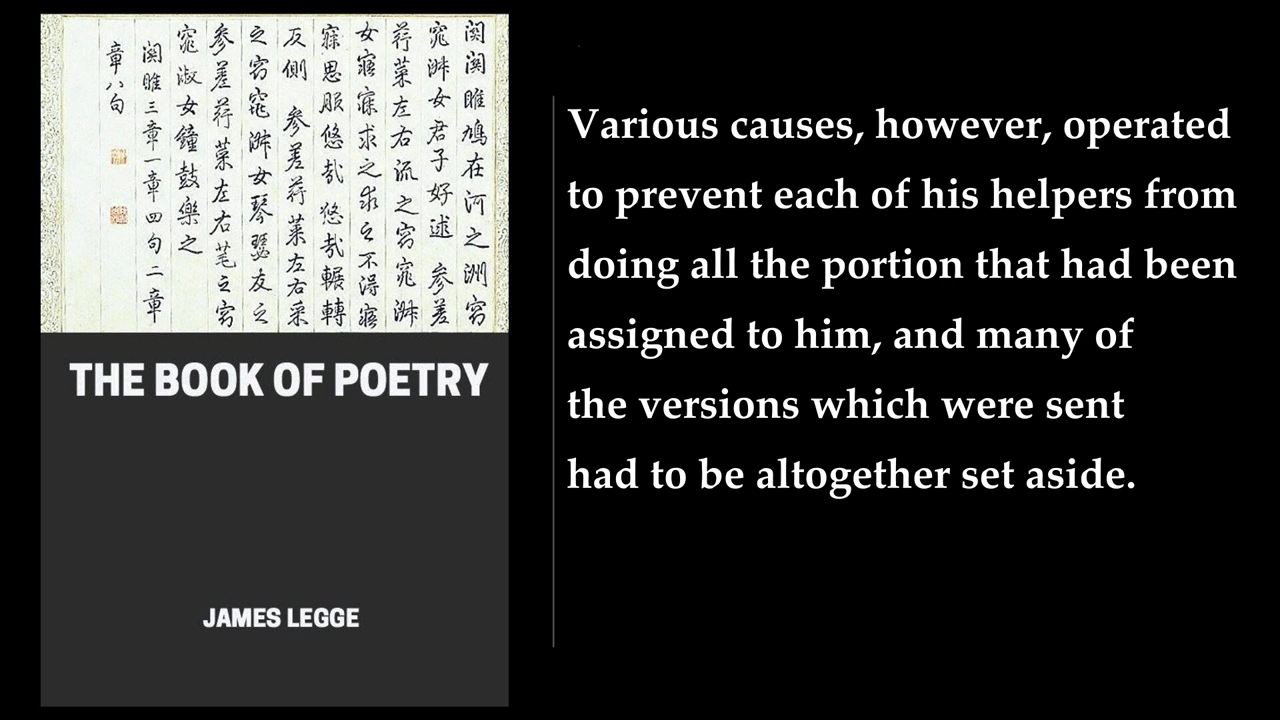 関関雎鳩在河之洲窈
窕淑女君子好逑 參差
荇菜左右流之窈窕淑
女寤寐求之求之不得寤
寐思服悠哉悠哉輾轉
反側 參差荇菜左右采
之窈窕淑女琴瑟友之
參差荇菜左右芼之窈
窕淑女鐘鼓樂之
関雎三章一章四句二章
章八句
THE BOOK OF POETRY
JAMES LEGGE
Various causes, however, operated
to prevent each of his helpers from
doing all the portion that had been
assigned to him, and many of
the versions which were sent
had to be altogether set aside.